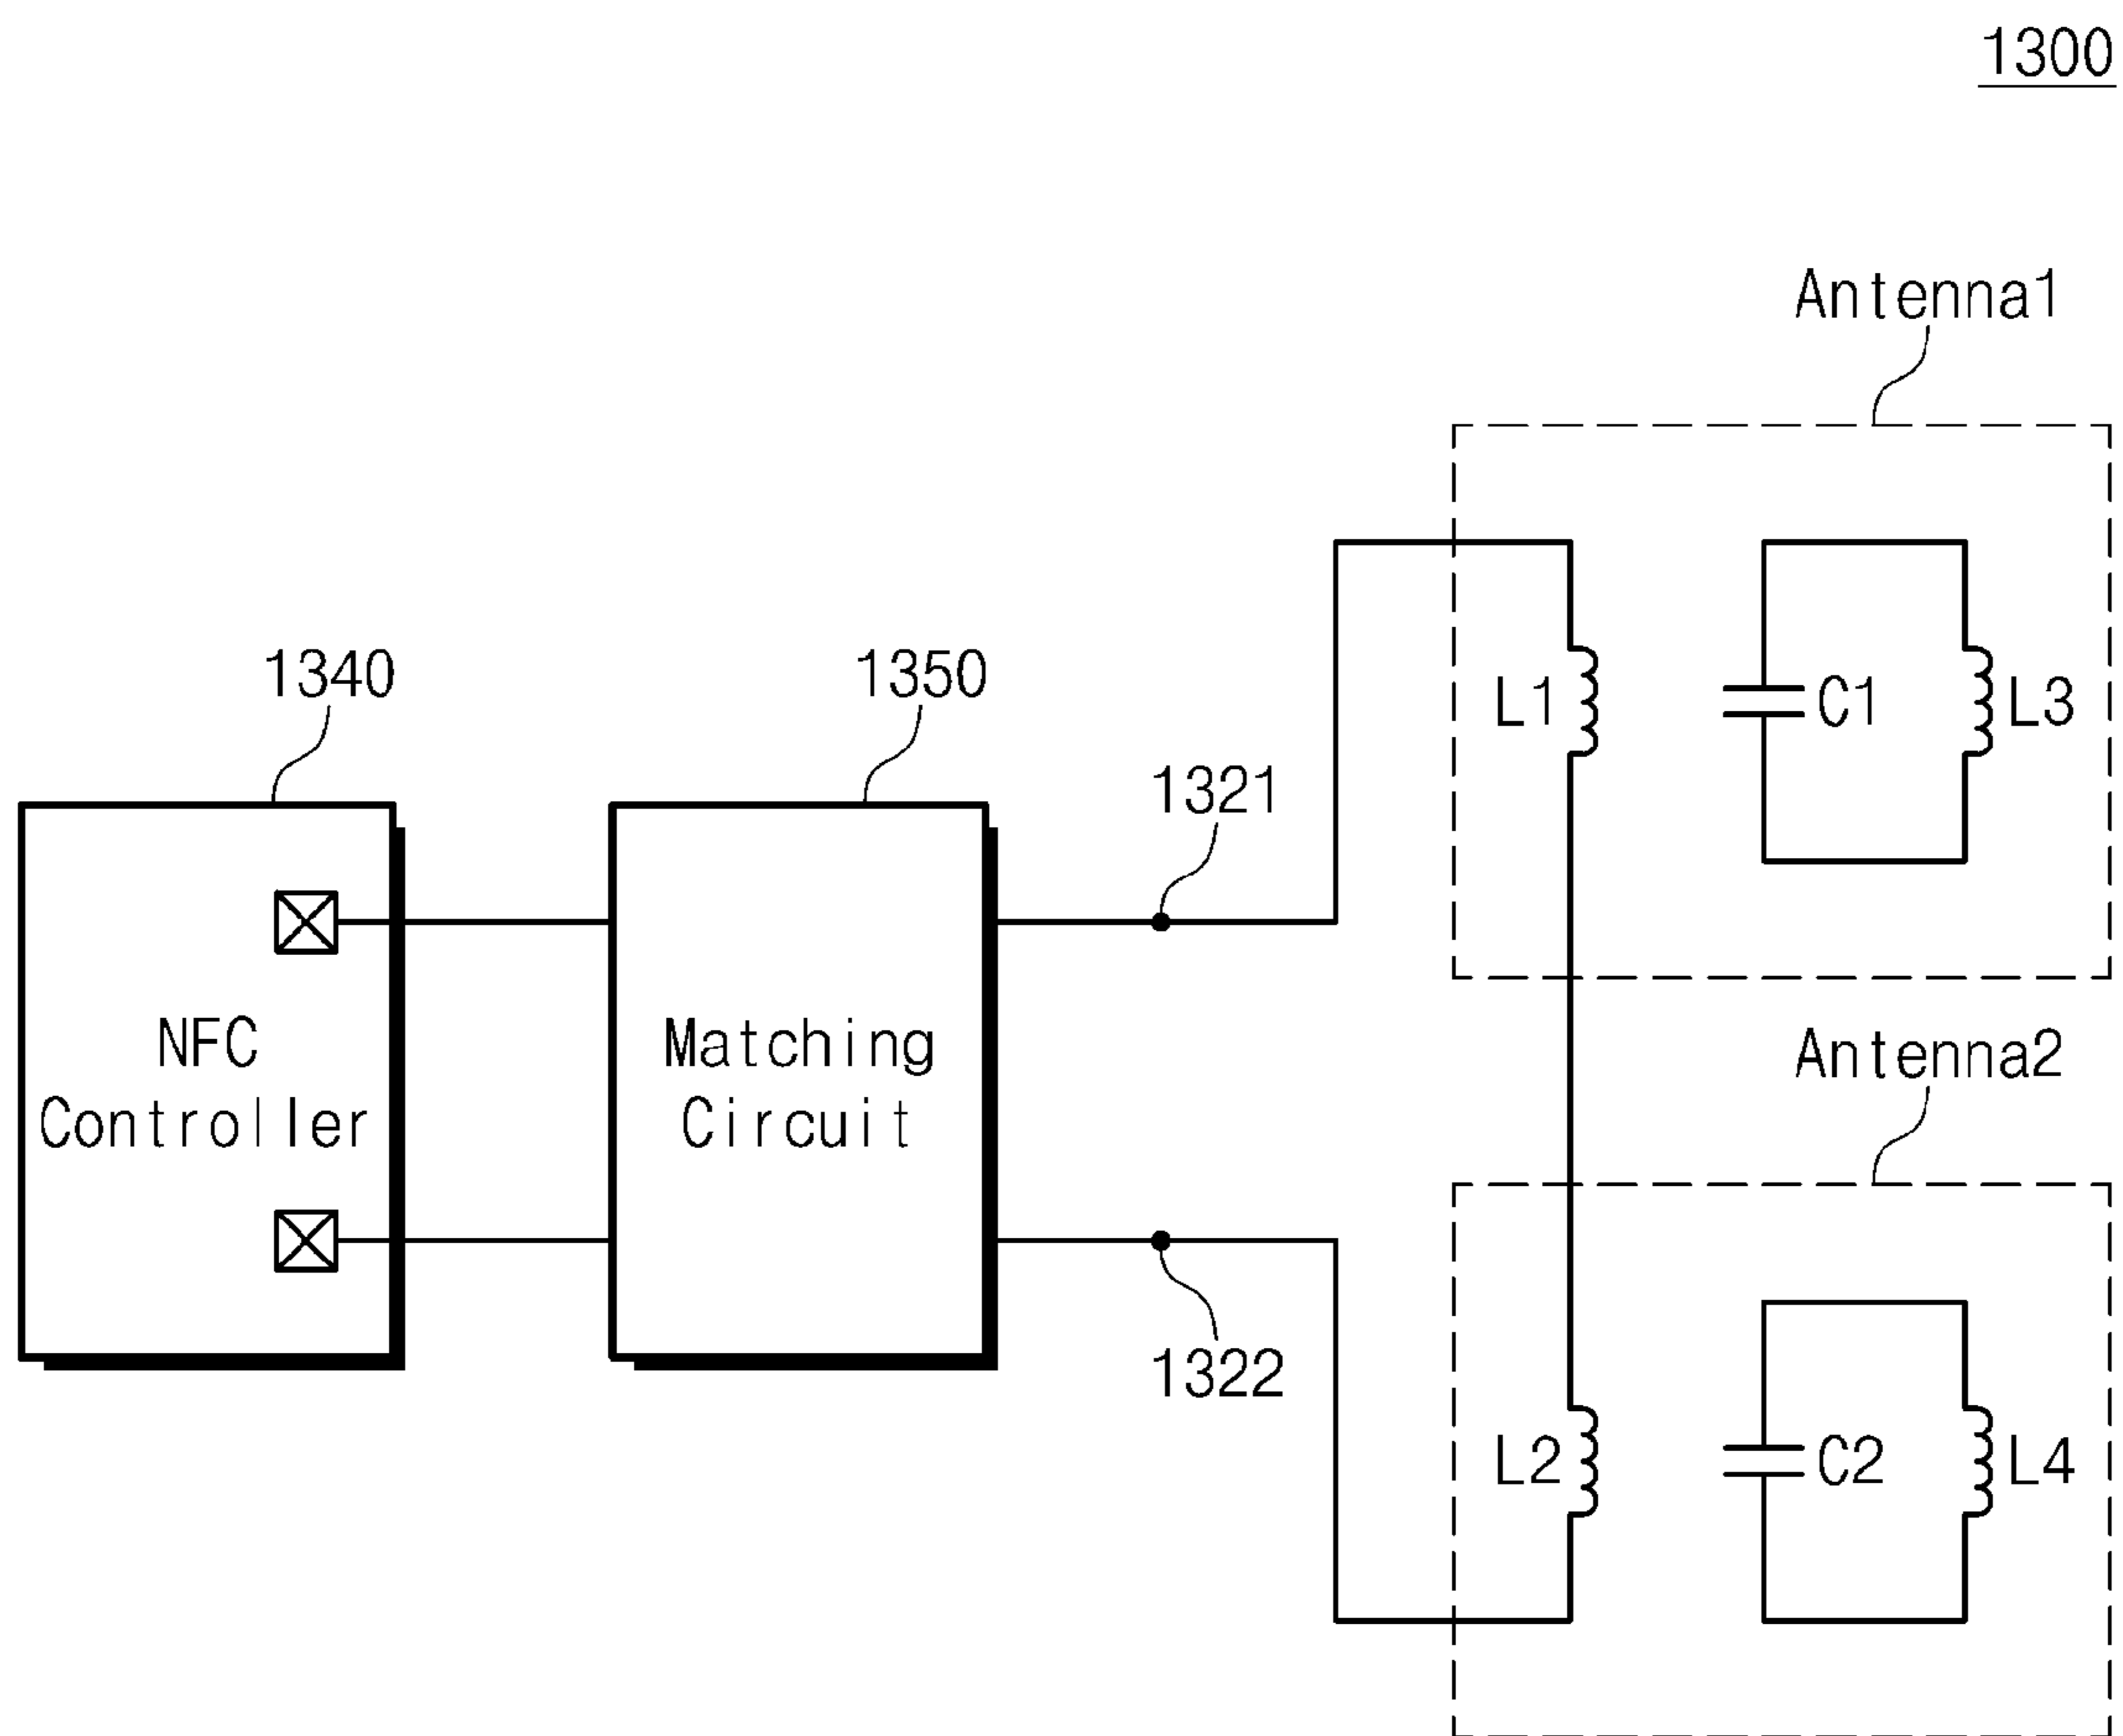 1300
Antenna1
1340
1350
L1
C1
L3
1321
NFC
Controller
Matching
Circuit
Antenna2
1322
L2
C2
L4